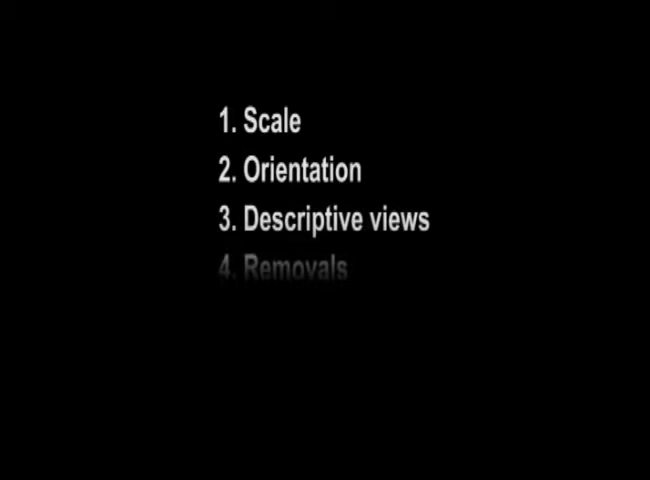 1. Scale
2. Orientation
3. Descriptive views
4. Removals